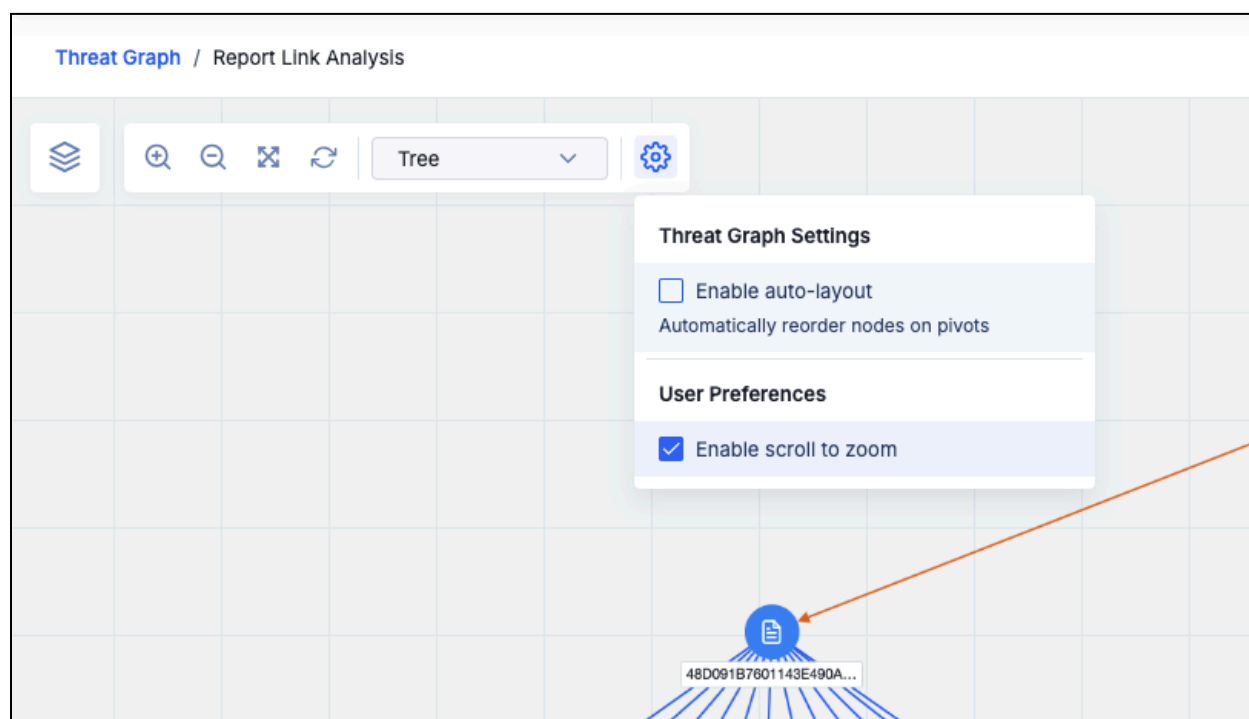 Threat Graph / Report Link Analysis
Tree
Threat Graph Settings
Enable auto-layout
Automatically reorder nodes on pivots
User Preferences
Enable scroll to zoom
48D091B7601143E490A...